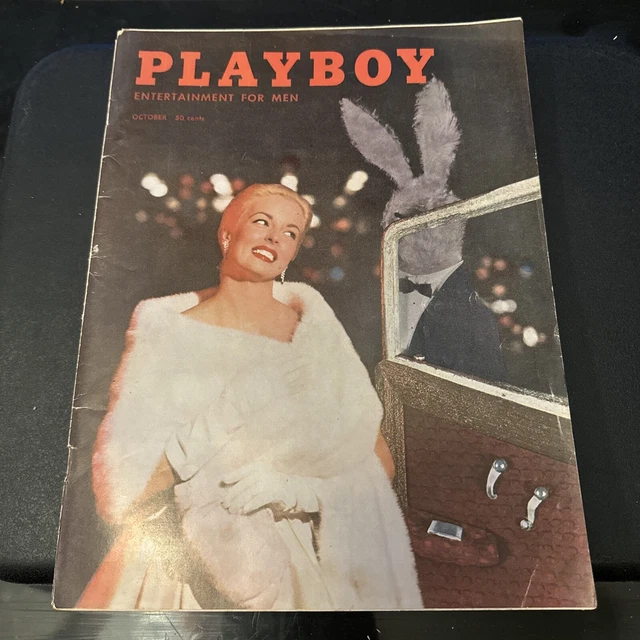 PLAYBOY
ENTERTAINMENT FOR MEN
OCTOBER 50 cents